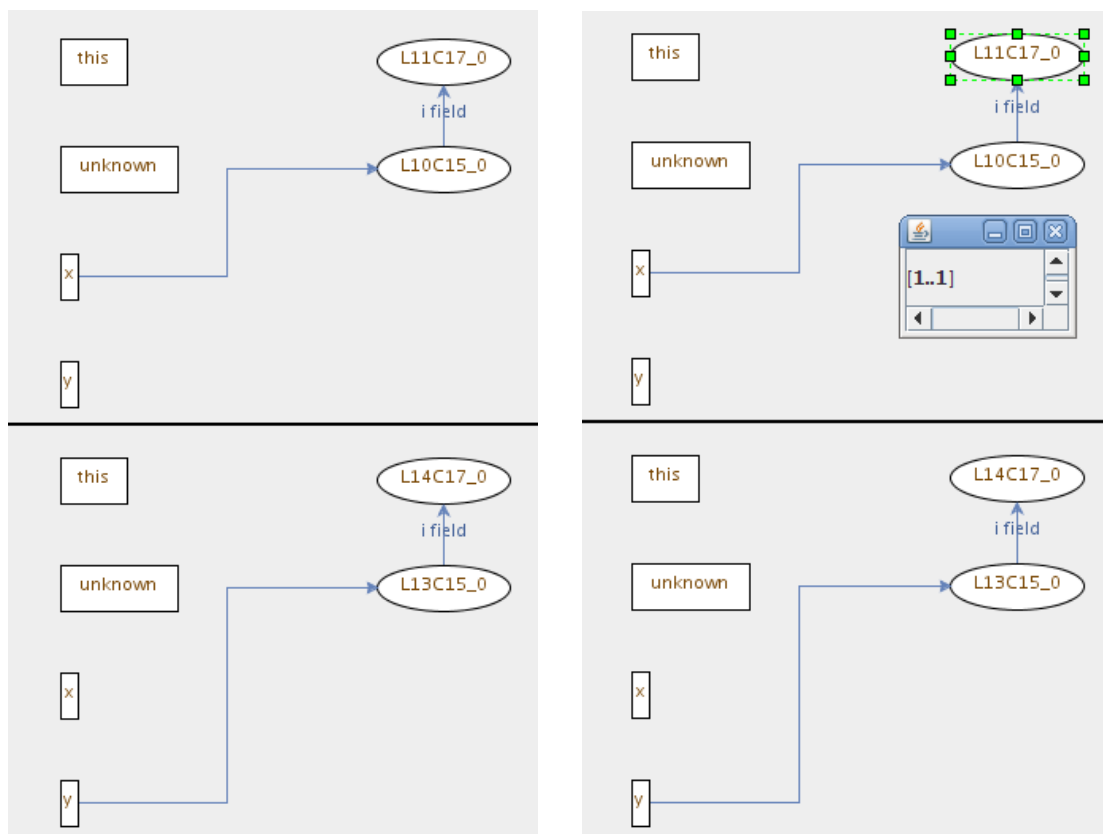 this
L11C17_0
i field
unknown
L10C15_0
x
y
this
L14C17_0
i field
unknown
L13C15_0
x
y
this
L11C17_0
i field
unknown
L10C15_0
x
[1..1]
y
this
L14C17_0
i field
unknown
L13C15_0
x
y